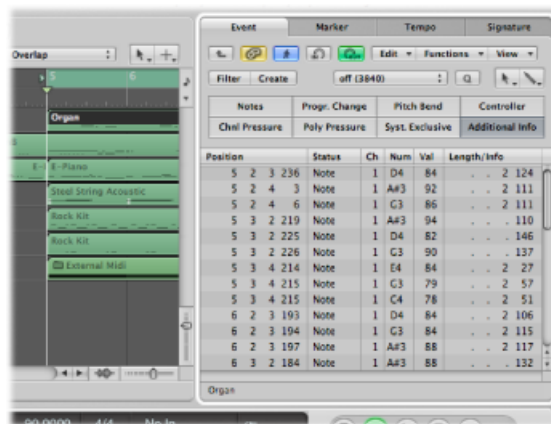 Event Marker Tempo Signature
Overlap
Edit Functions View
5 6
Filter Create off (3840) Q
Notes Progr. Change Pitch Bend Controller
Chnl Pressure Poly Pressure Syst. Exclusive Additional Info
Organ
E-Piano
Steel String Acoustic
Rock Kit
Rock Kit
External Midi
Position Status Ch Num Val Length/Info
5 2 3 236 Note 1 D4 84 . . 2 124
5 2 4 3 Note 1 A#3 92 . . 2 111
5 2 4 6 Note 1 G3 86 . . 2 111
5 3 2 219 Note 1 A#3 94 . . . 110
5 3 2 225 Note 1 D4 82 . . . 146
5 3 2 226 Note 1 G3 90 . . . 137
5 3 4 214 Note 1 E4 84 . . 2 27
5 3 4 215 Note 1 G3 79 . . 2 57
5 3 4 215 Note 1 C4 78 . . 2 51
6 2 3 193 Note 1 D4 84 . . 2 106
6 2 3 194 Note 1 G3 84 . . 2 115
6 2 3 197 Note 1 A#3 88 . . 2 117
6 3 2 184 Note 1 A#3 88 . . . 132
Organ
4/4 No In